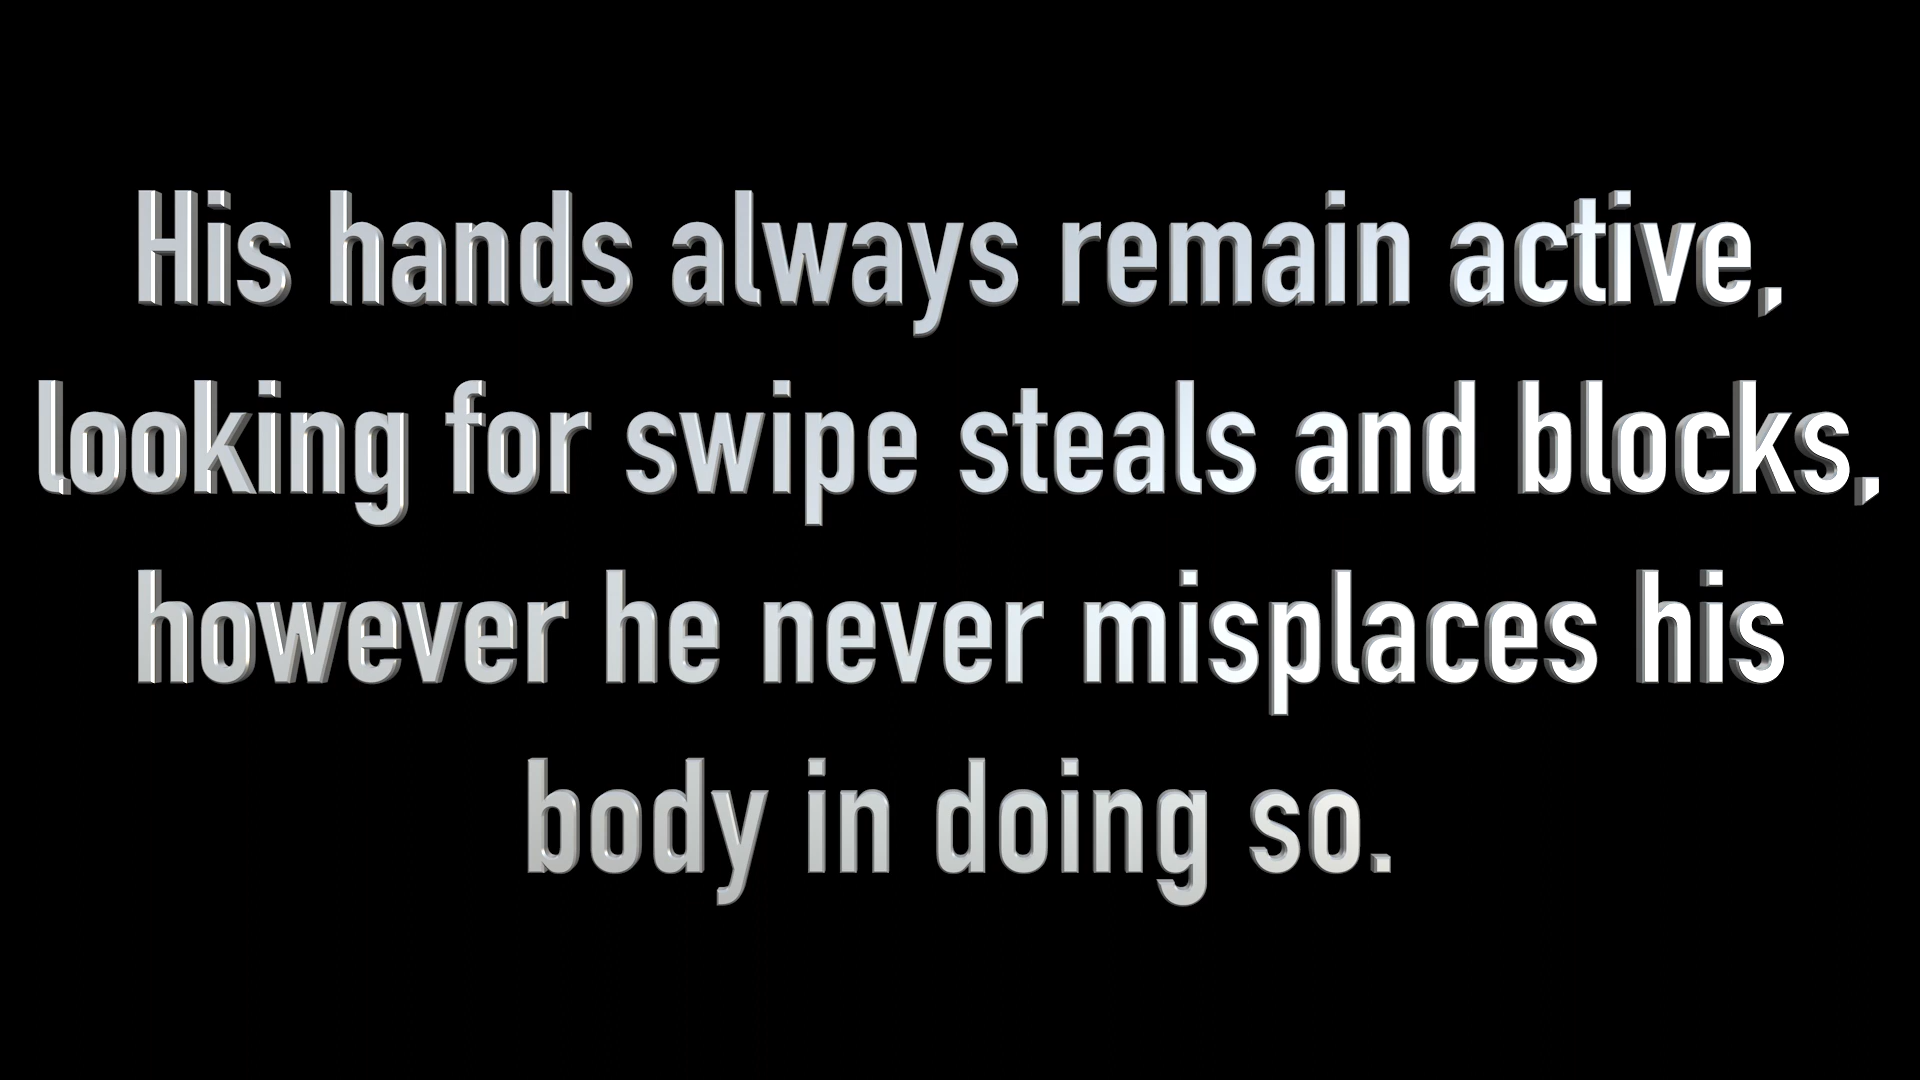 His hands always remain active,
looking for swipe steals and blocks,
however he never misplaces his
body in doing so.